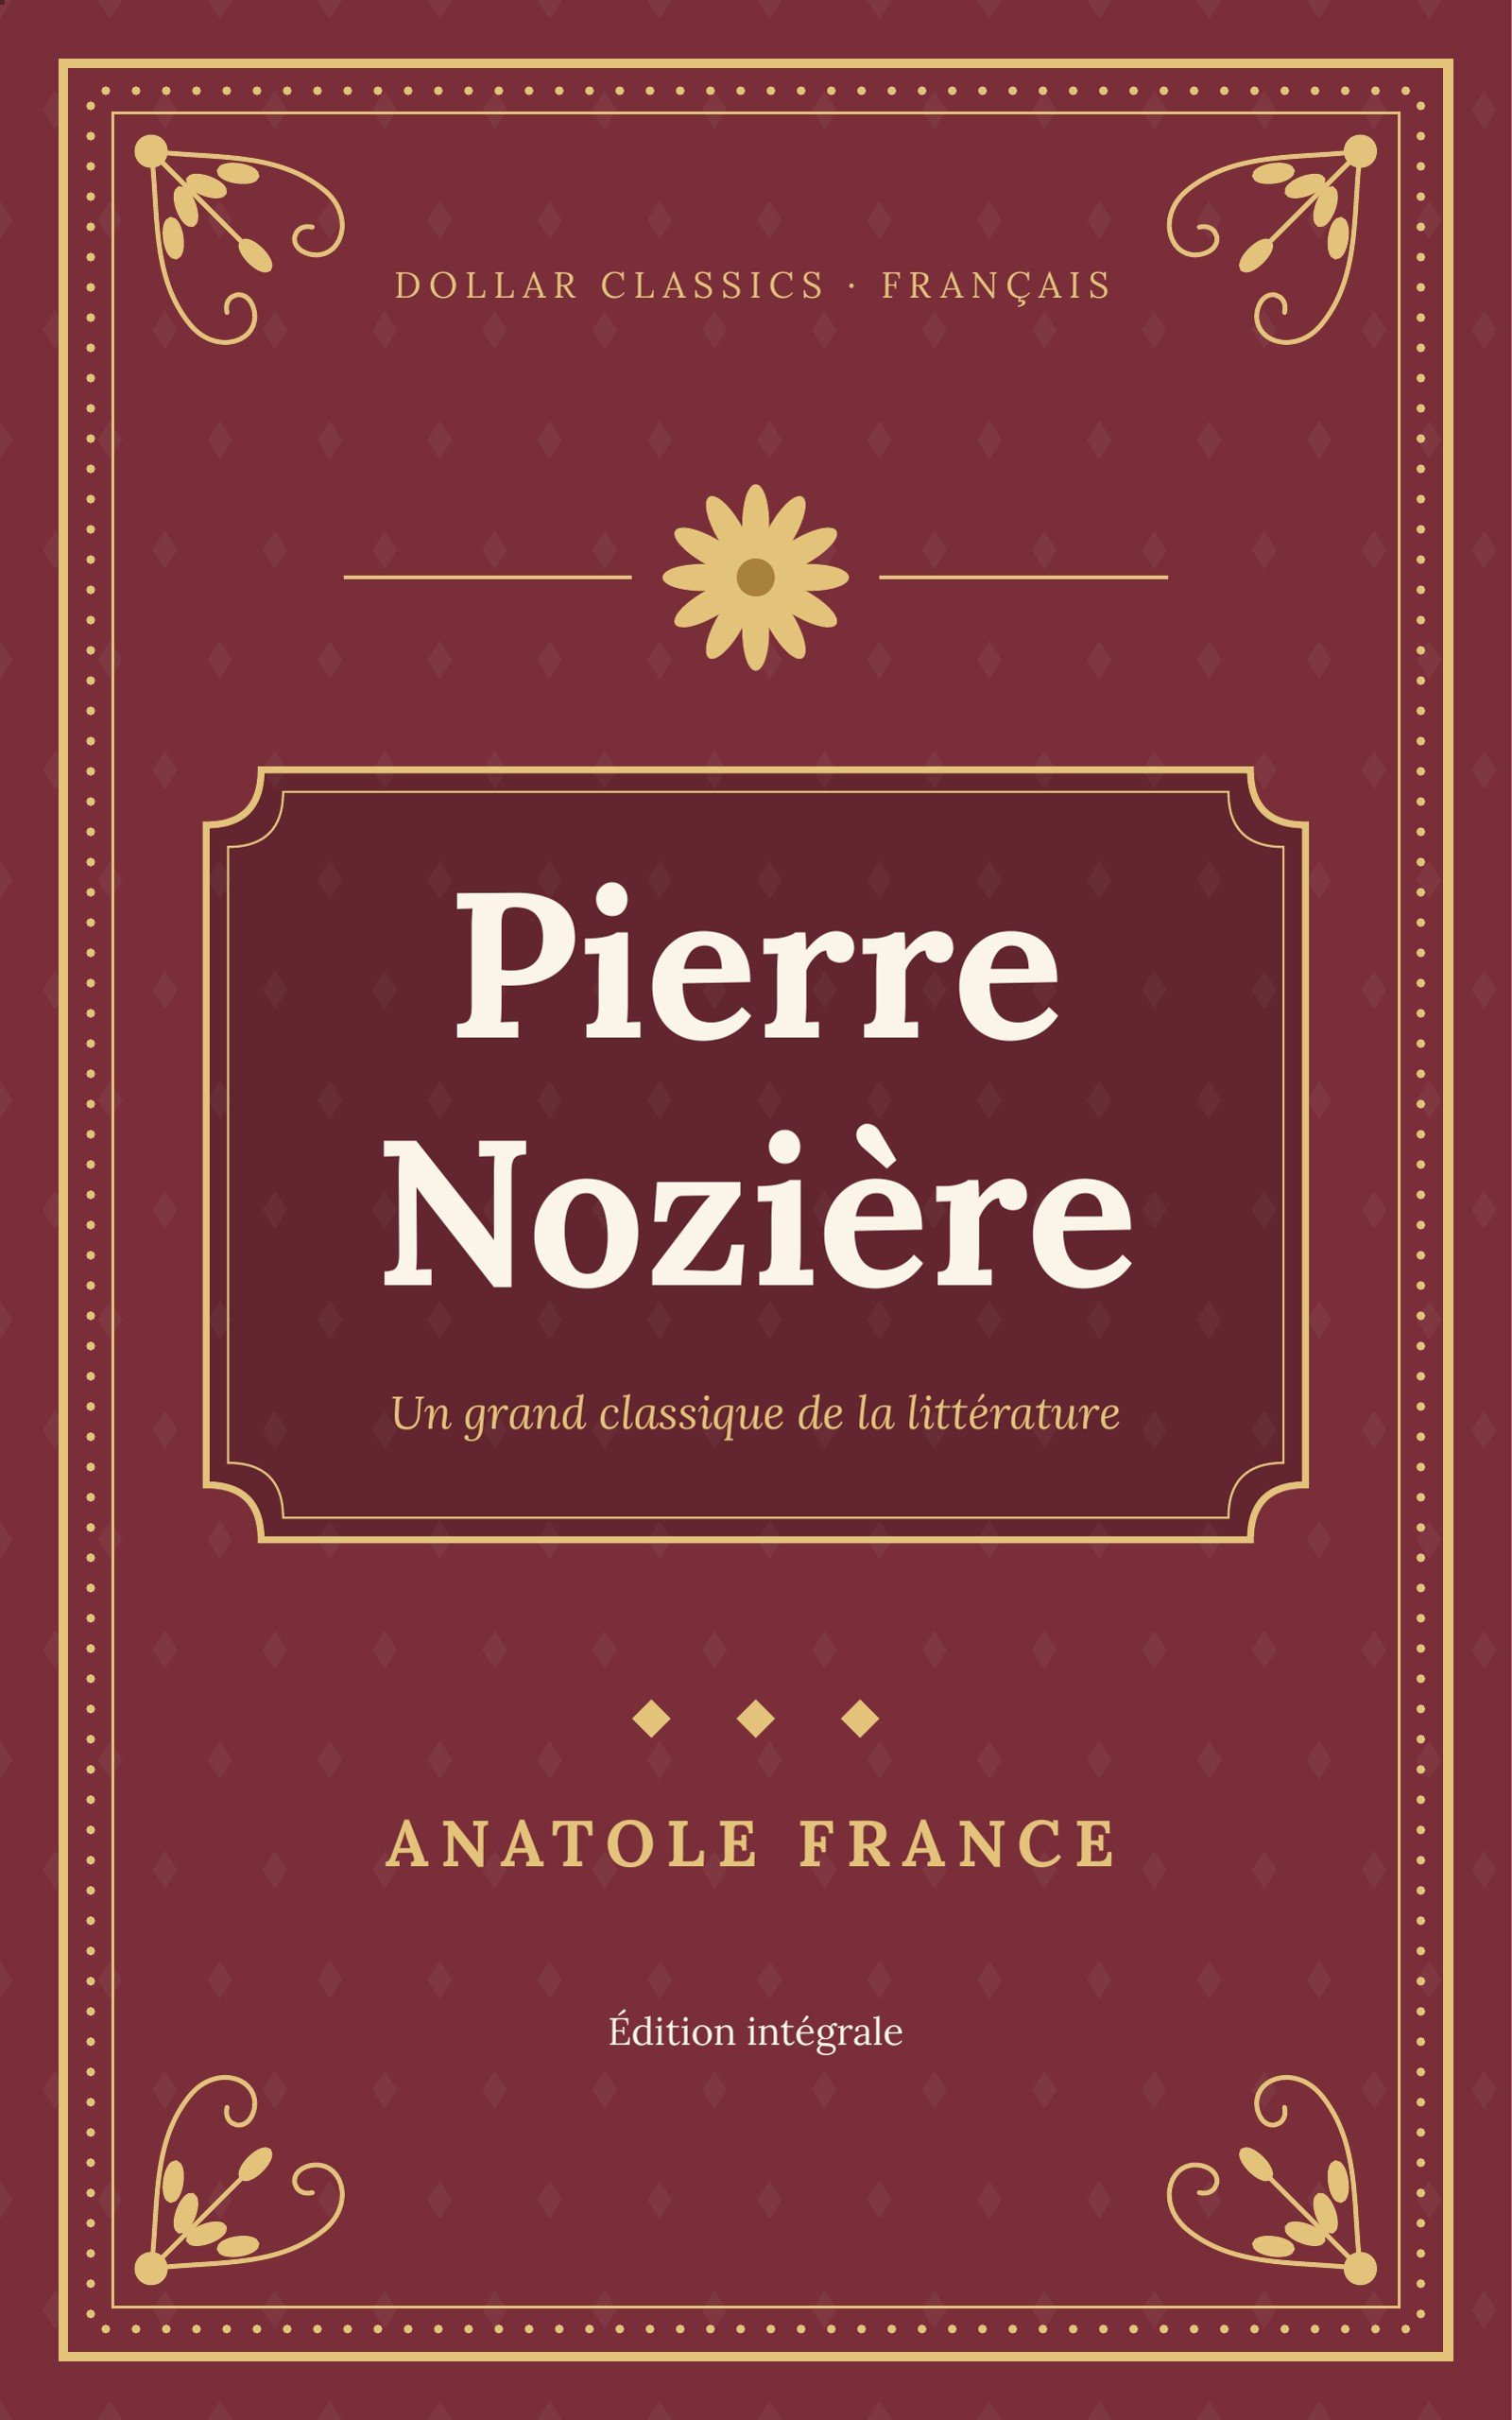 DOLLAR CLASSICS · FRANÇAIS
Pierre
Nozière
Un grand classique de la littérature
ANATOLE FRANCE
Édition intégrale